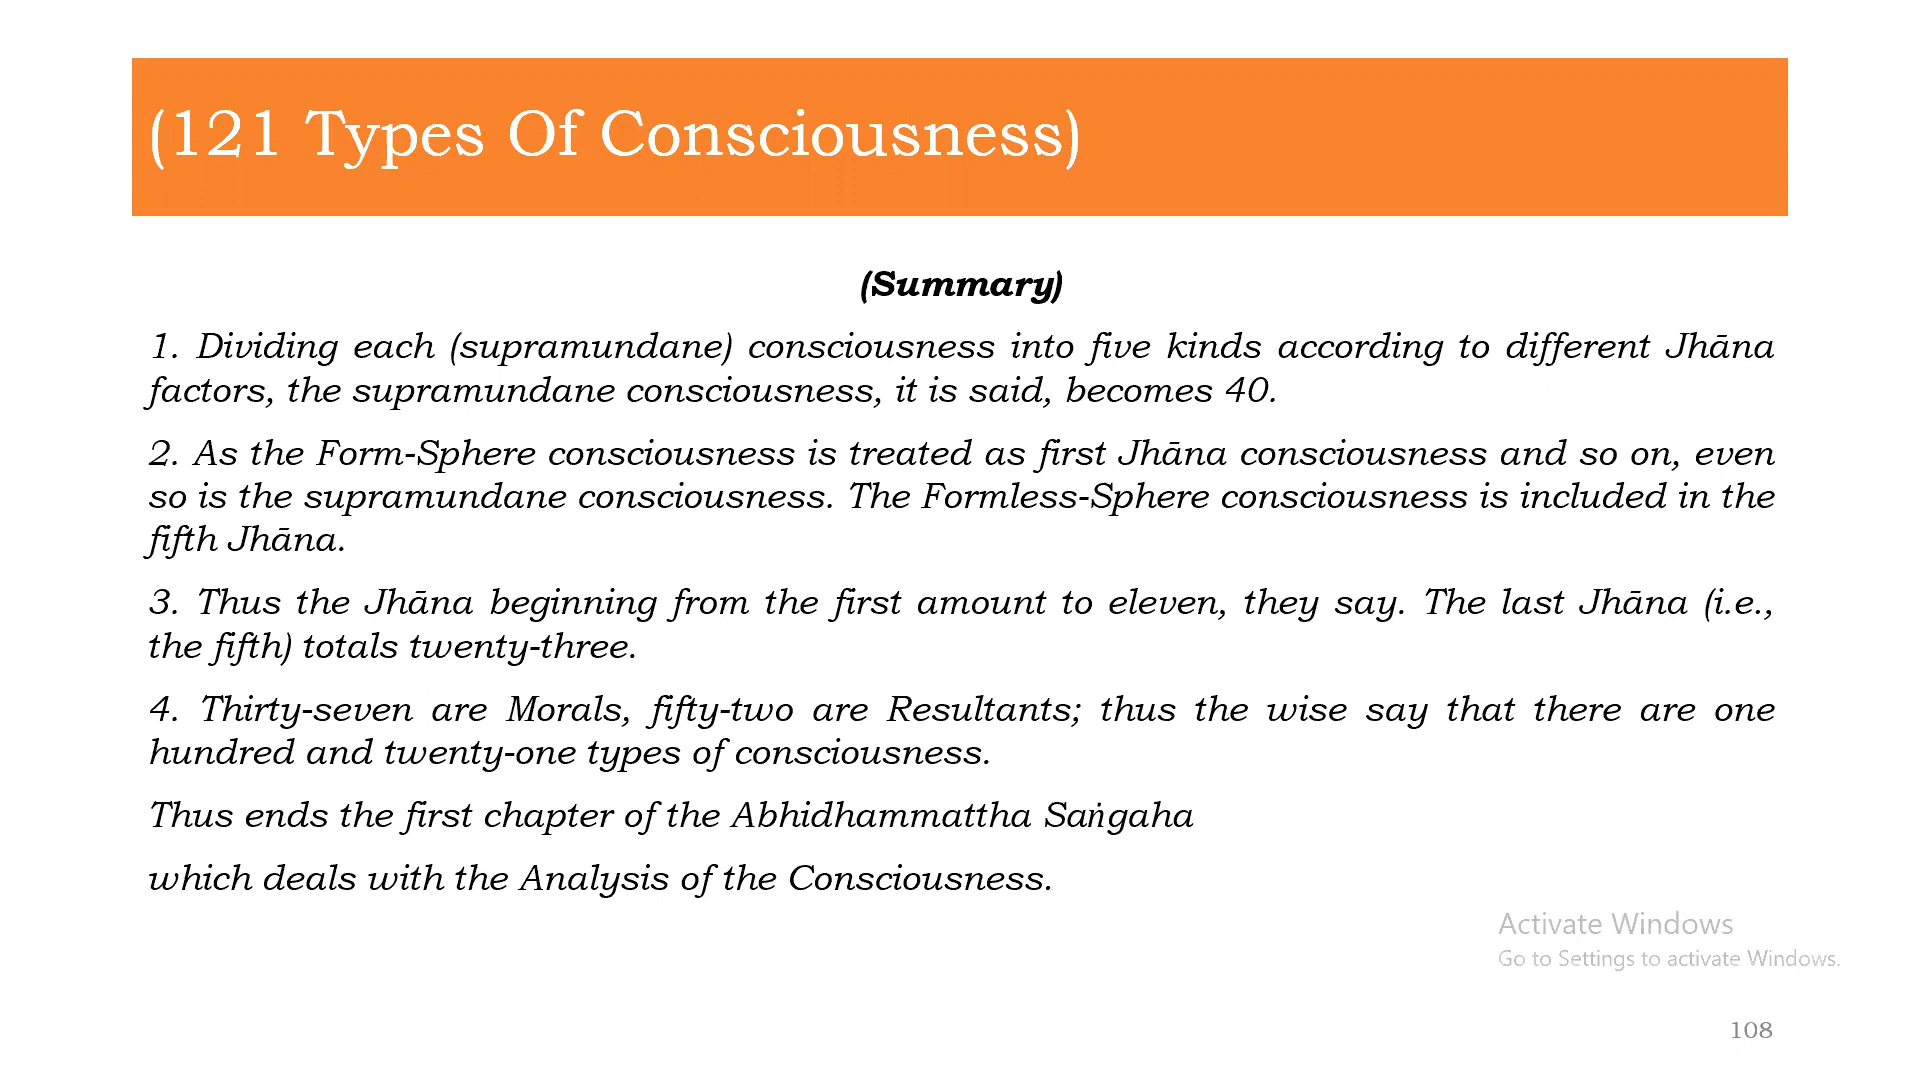 (121 Types Of Consciousness)
(Summary)
1. Dividing each (supramundane) consciousness into five kinds according to different Jhāna
factors, the supramundane consciousness, it is said, becomes 40.
2. As the Form-Sphere consciousness is treated as first Jhāna consciousness and so on, even
so is the supramundane consciousness. The Formless-Sphere consciousness is included in the
fifth Jhāna.
3. Thus the Jhāna beginning from the first amount to eleven, they say. The last Jhāna (i.e.,
the fifth) totals twenty-three.
4. Thirty-seven are Morals, fifty-two are Resultants; thus the wise say that there are one
hundred and twenty-one types of consciousness.
Thus ends the first chapter of the Abhidhammattha Saṅgaha
which deals with the Analysis of the Consciousness.
Activate Windows
Go to Settings to activate Windows.
108